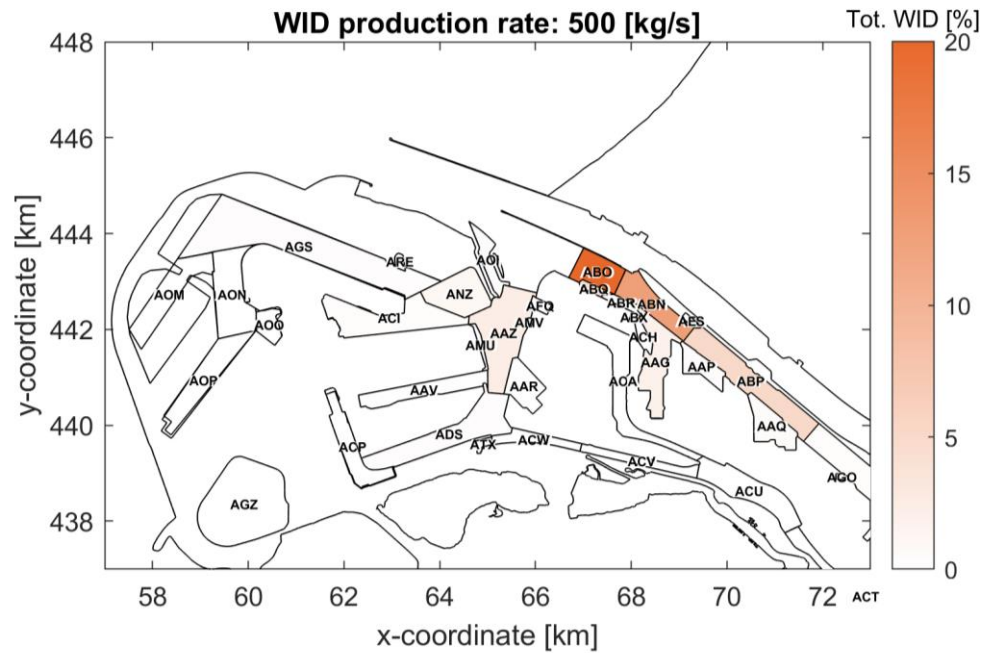 WID production rate: 500 [kg/s]
Tot. WID [%]
448
446
444
442
440
438
y-coordinate [km]
58 60 62 64 66 68 70 72
x-coordinate [km]
20
15
10
5
0
AGS
ARE
AOI
ABO
ABQ
AOM
AON
ANZ
AFQ
ABR
ABN
AOO
ACI
AMV
ABX
AES
AAZ
AMU
ACH
AOP
AAV
AAR
ACA
AAG
AAP
ABP
ACP
ADS
ATX
ACW
AAQ
ACV
AGO
AGZ
ACU
ACT